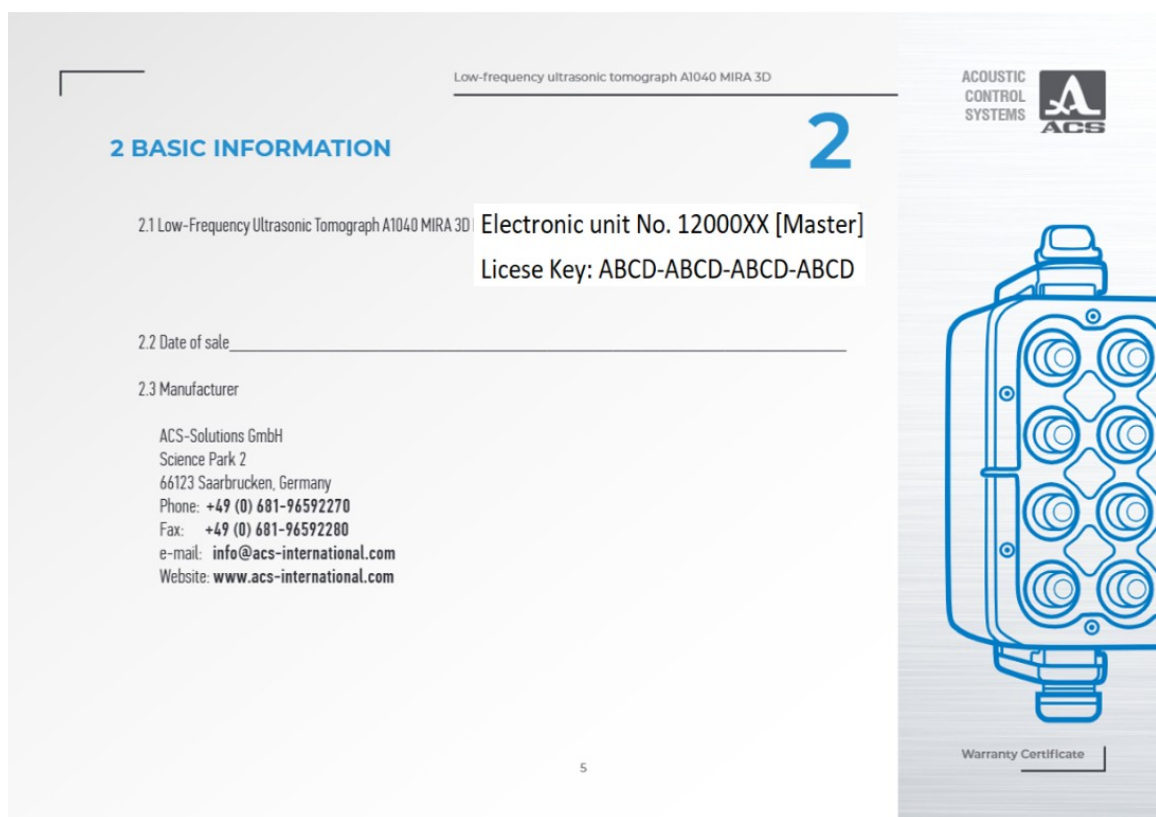 Low-frequency ultrasonic tomograph A1040 MIRA 3D
ACOUSTIC
CONTROL
SYSTEMS
ACS
2
2 BASIC INFORMATION
2.1 Low-Frequency Ultrasonic Tomograph A1040 MIRA 3D Electronic unit No. 12000XX [Master]
Licese Key: ABCD-ABCD-ABCD-ABCD
2.2 Date of sale
2.3 Manufacturer
ACS-Solutions GmbH
Science Park 2
66123 Saarbrucken, Germany
Phone: +49 (0) 681-96592270
Fax: +49 (0) 681-96592280
e-mail: info@acs-international.com
Website: www.acs-international.com
5
Warranty Certificate